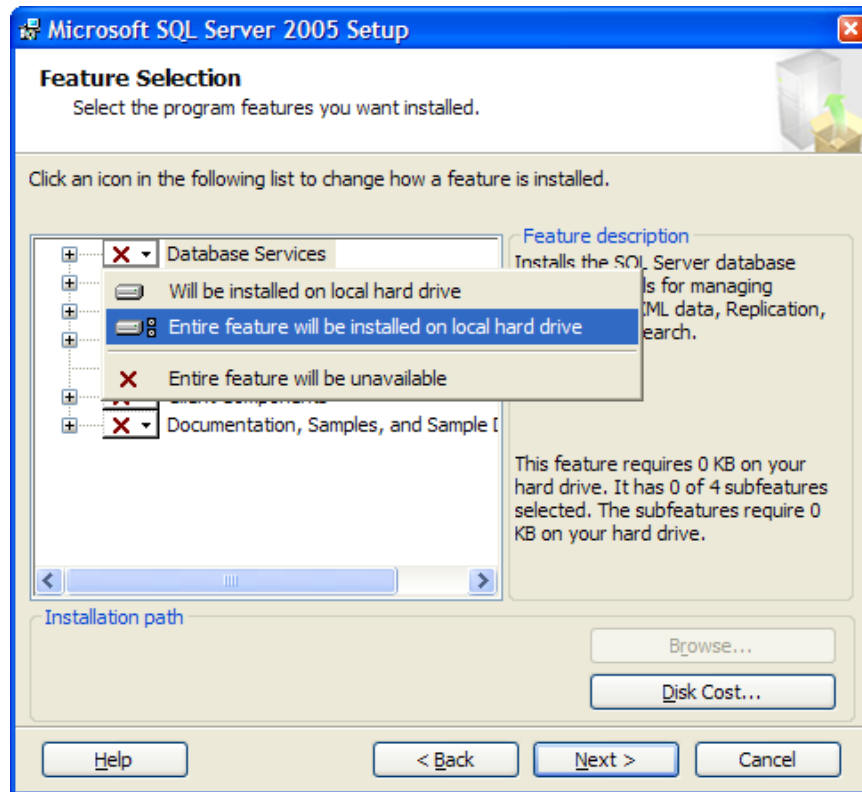 Microsoft SQL Server 2005 Setup
Feature Selection
Select the program features you want installed.
Click an icon in the following list to change how a feature is installed.
Database Services
Will be installed on local hard drive
Entire feature will be installed on local hard drive
Entire feature will be unavailable
Documentation, Samples, and Sample
Feature description
Installs the SQL Server database
ls for managing
XML data, Replication,
earch.
This feature requires 0 KB on your
hard drive. It has 0 of 4 subfeatures
selected. The subfeatures require 0
KB on your hard drive.
Installation path
Browse...
Disk Cost...
Help
< Back
Next >
Cancel